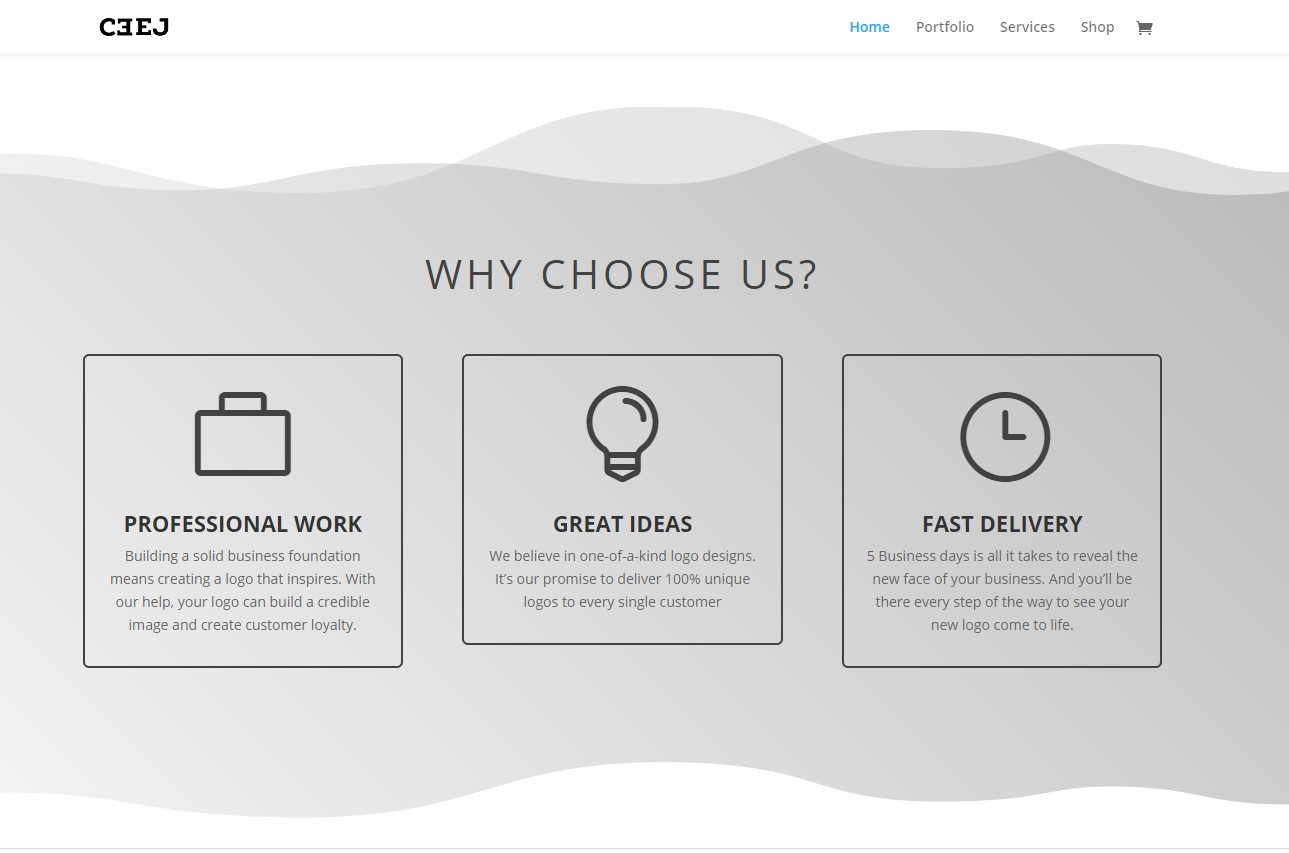 CƎEJ
Home Portfolio Services Shop
WHY CHOOSE US?
PROFESSIONAL WORK
Building a solid business foundation
means creating a logo that inspires. With
our help, your logo can build a credible
image and create customer loyalty.
GREAT IDEAS
We believe in one-of-a-kind logo designs.
It’s our promise to deliver 100% unique
logos to every single customer
FAST DELIVERY
5 Business days is all it takes to reveal the
new face of your business. And you’ll be
there every step of the way to see your
new logo come to life.